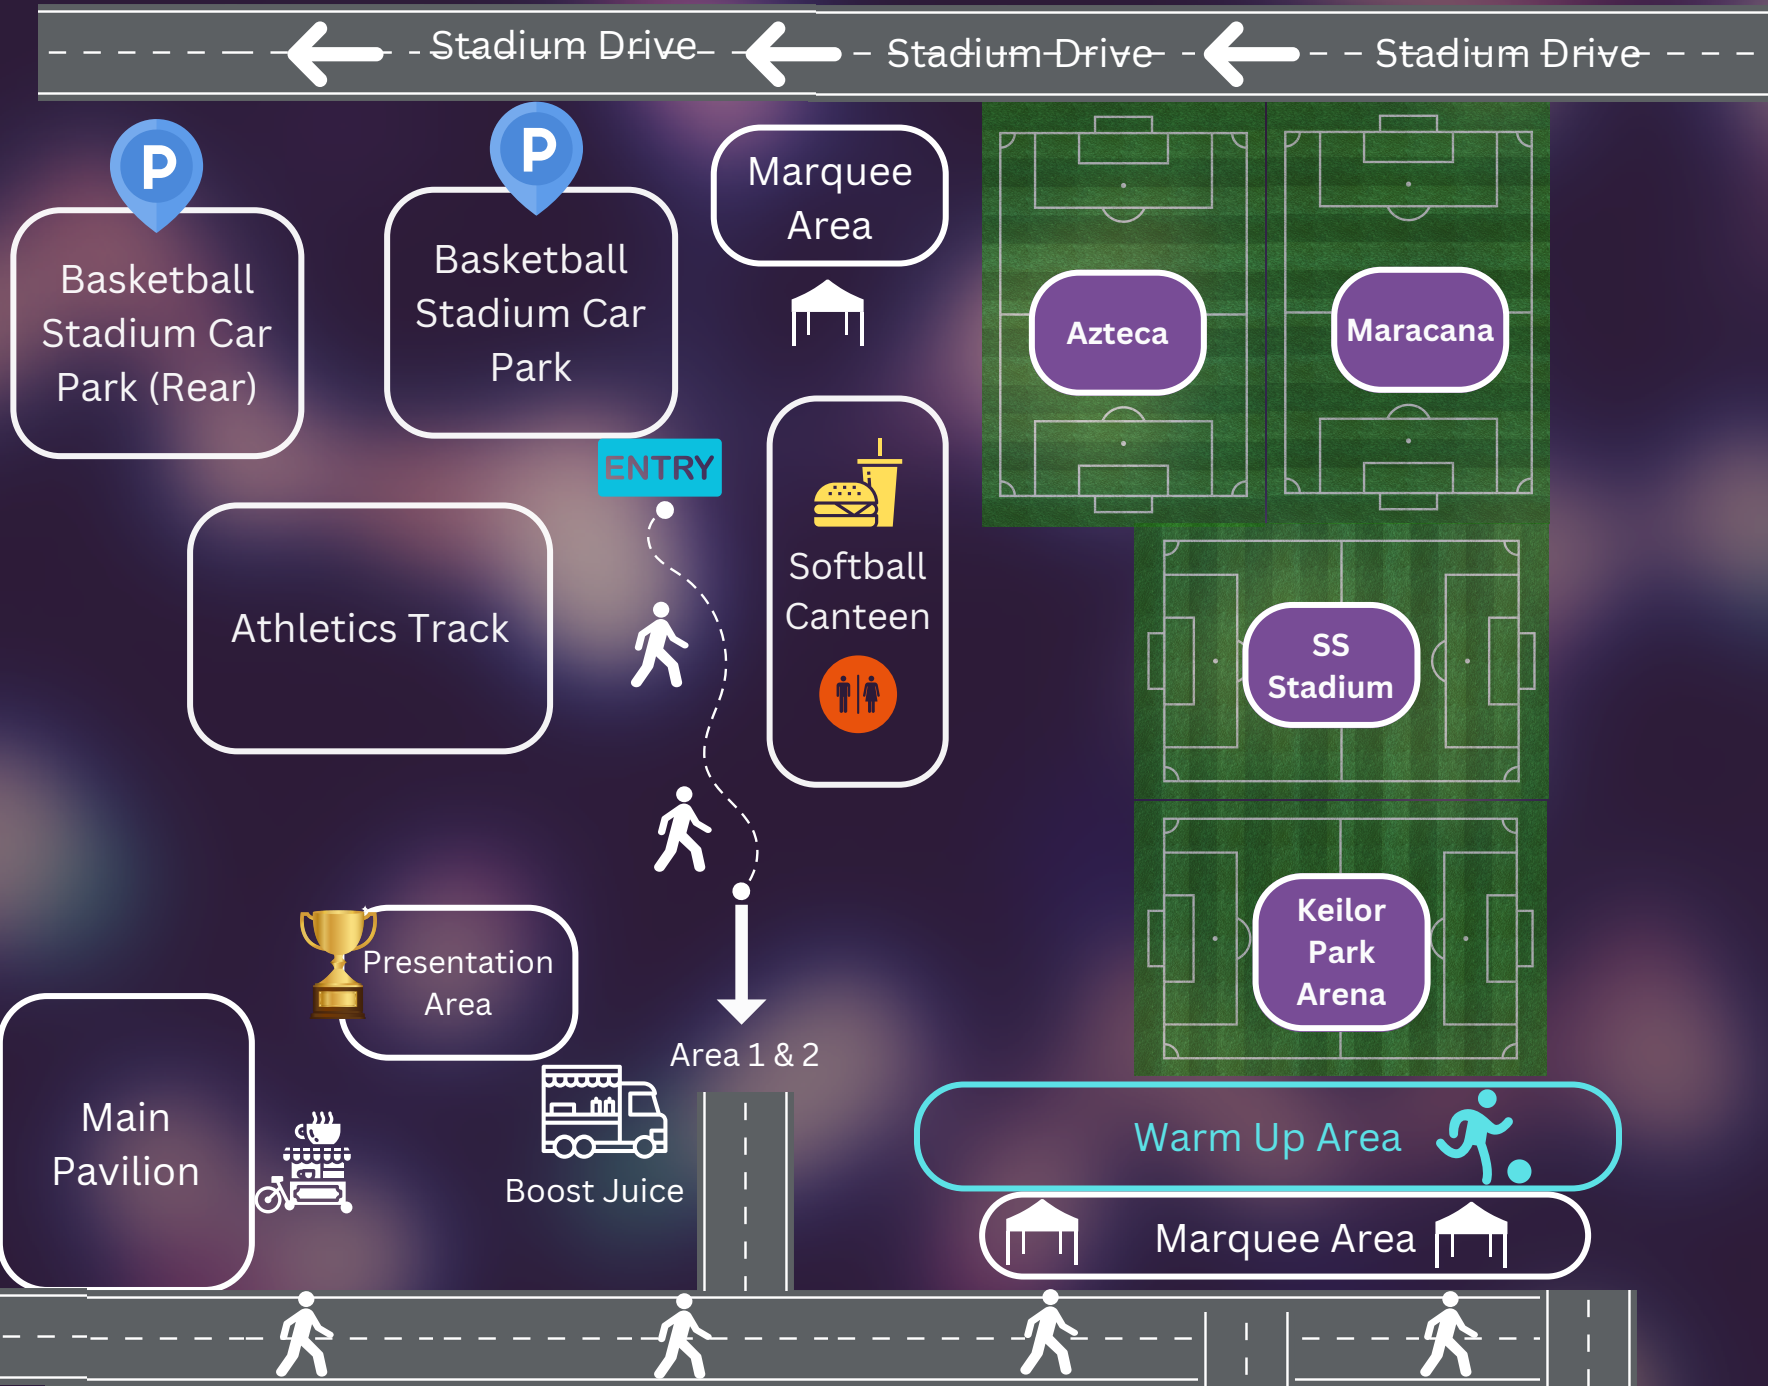 Stadium Drive
Stadium Drive
Stadium Drive
P
P
Basketball
Stadium Car
Park (Rear)
Basketball
Stadium Car
Park
Marquee
Area
Azteca
Maracana
ENTRY
Softball
Canteen
Athletics Track
SS
Stadium
Keilor
Park
Arena
Presentation
Area
Area 1 & 2
Main
Pavilion
Boost Juice
Warm Up Area
Marquee Area